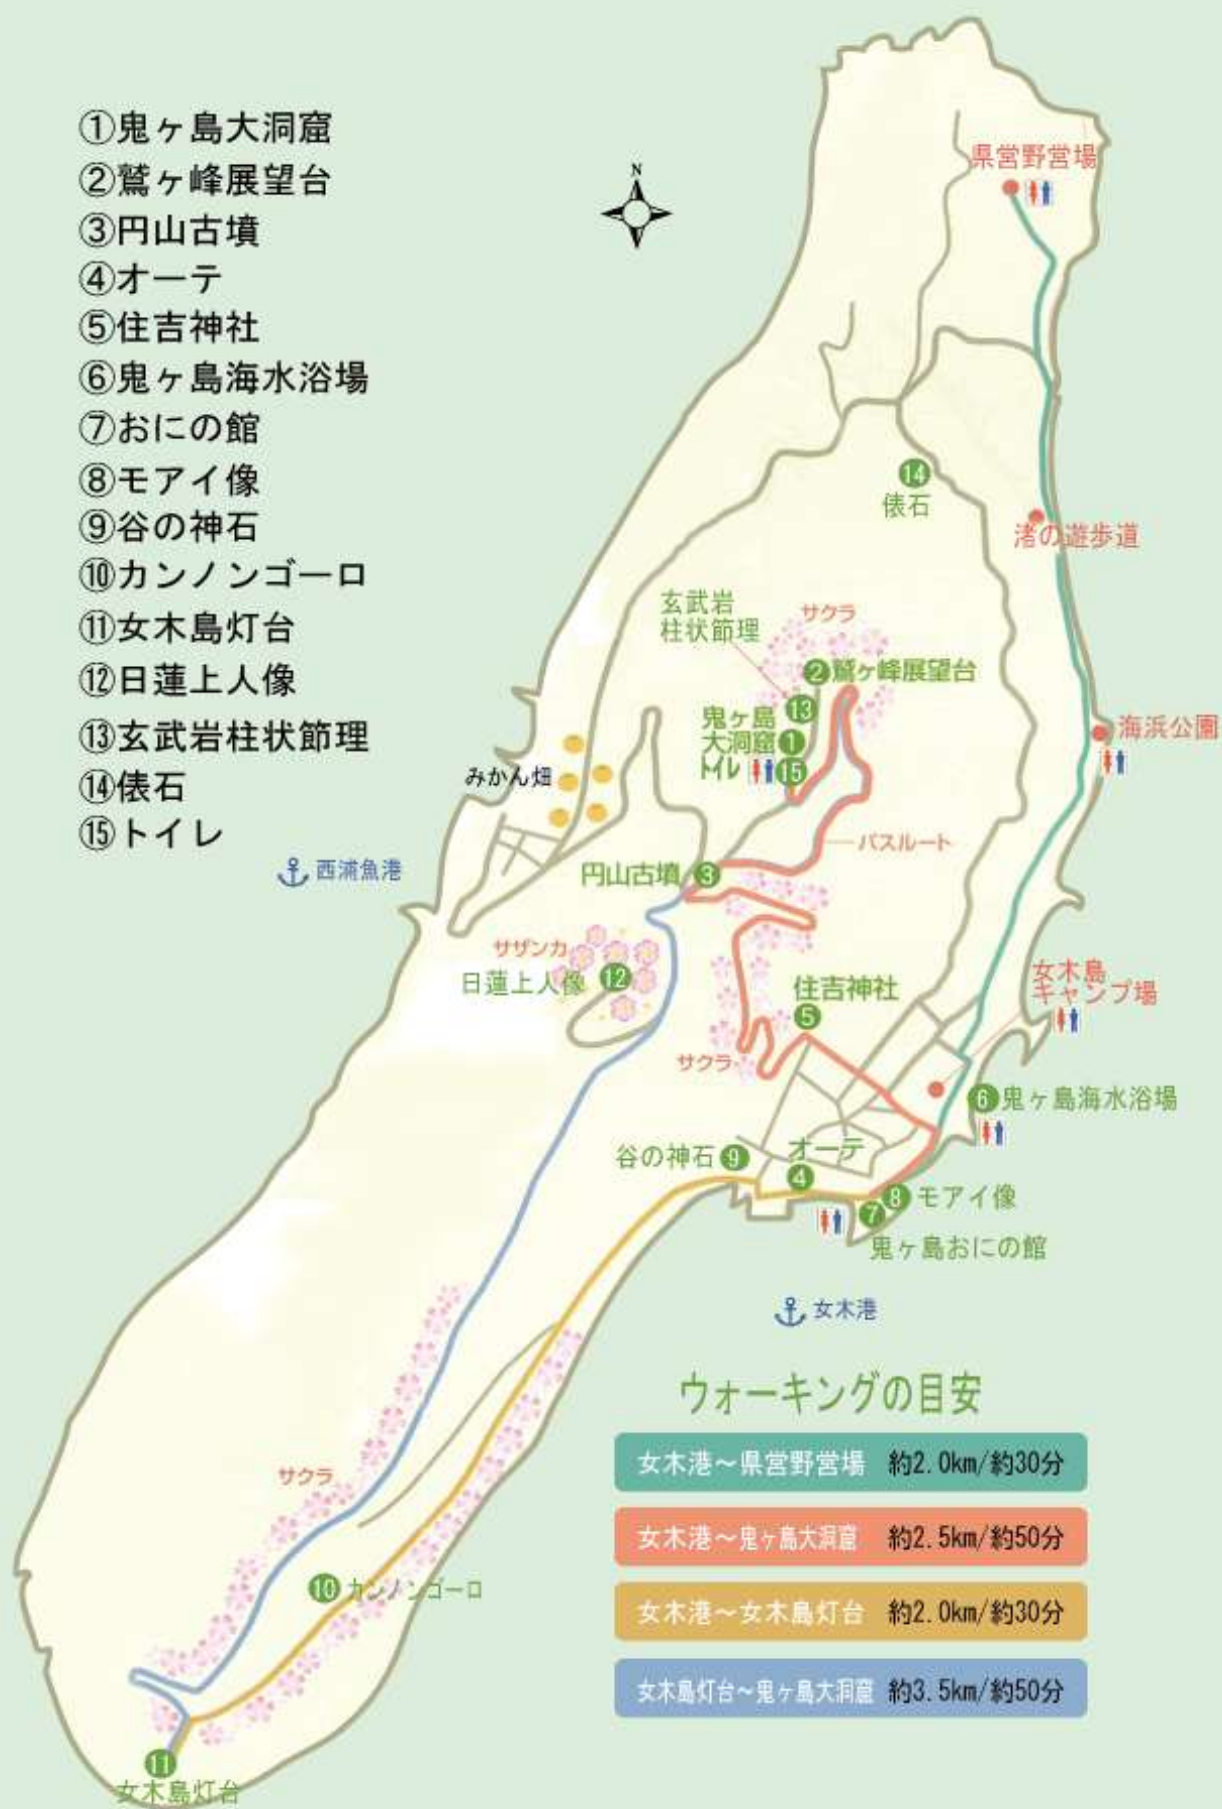 ①鬼ヶ島大洞窟
②鷲ヶ峰展望台
③円山古墳
④オーテ
⑤住吉神社
⑥鬼ヶ島海水浴場
⑦おにの館
⑧モアイ像
⑨谷の神石
⑩カンノンゴーロ
⑪女木島灯台
⑫日蓮上人像
⑬玄武岩柱状節理
⑭俵石
⑮トイレ
N
県営野営場
⑭
俵石
渚の遊歩道
玄武岩
柱状節理
サクラ
②鷲ヶ峰展望台
⑬
鬼ヶ島
大洞窟①
トイレ⑮
海浜公園
みかん畑
バスルート
西浦魚港
円山古墳③
サザンカ
日蓮上人像⑫
住吉神社
⑤
女木島
キャンプ場
サクラ
⑥鬼ヶ島海水浴場
谷の神石⑨
オーテ
④
⑧モアイ像
⑦
鬼ヶ島おにの館
女木港
サクラ
⑩カンノンゴーロ
⑪
女木島灯台
ウォーキングの目安
女木港〜県営野営場 約2.0km/約30分
女木港〜鬼ヶ島大洞窟 約2.5km/約50分
女木港〜女木島灯台 約2.0km/約30分
女木島灯台〜鬼ヶ島大洞窟 約3.5km/約50分